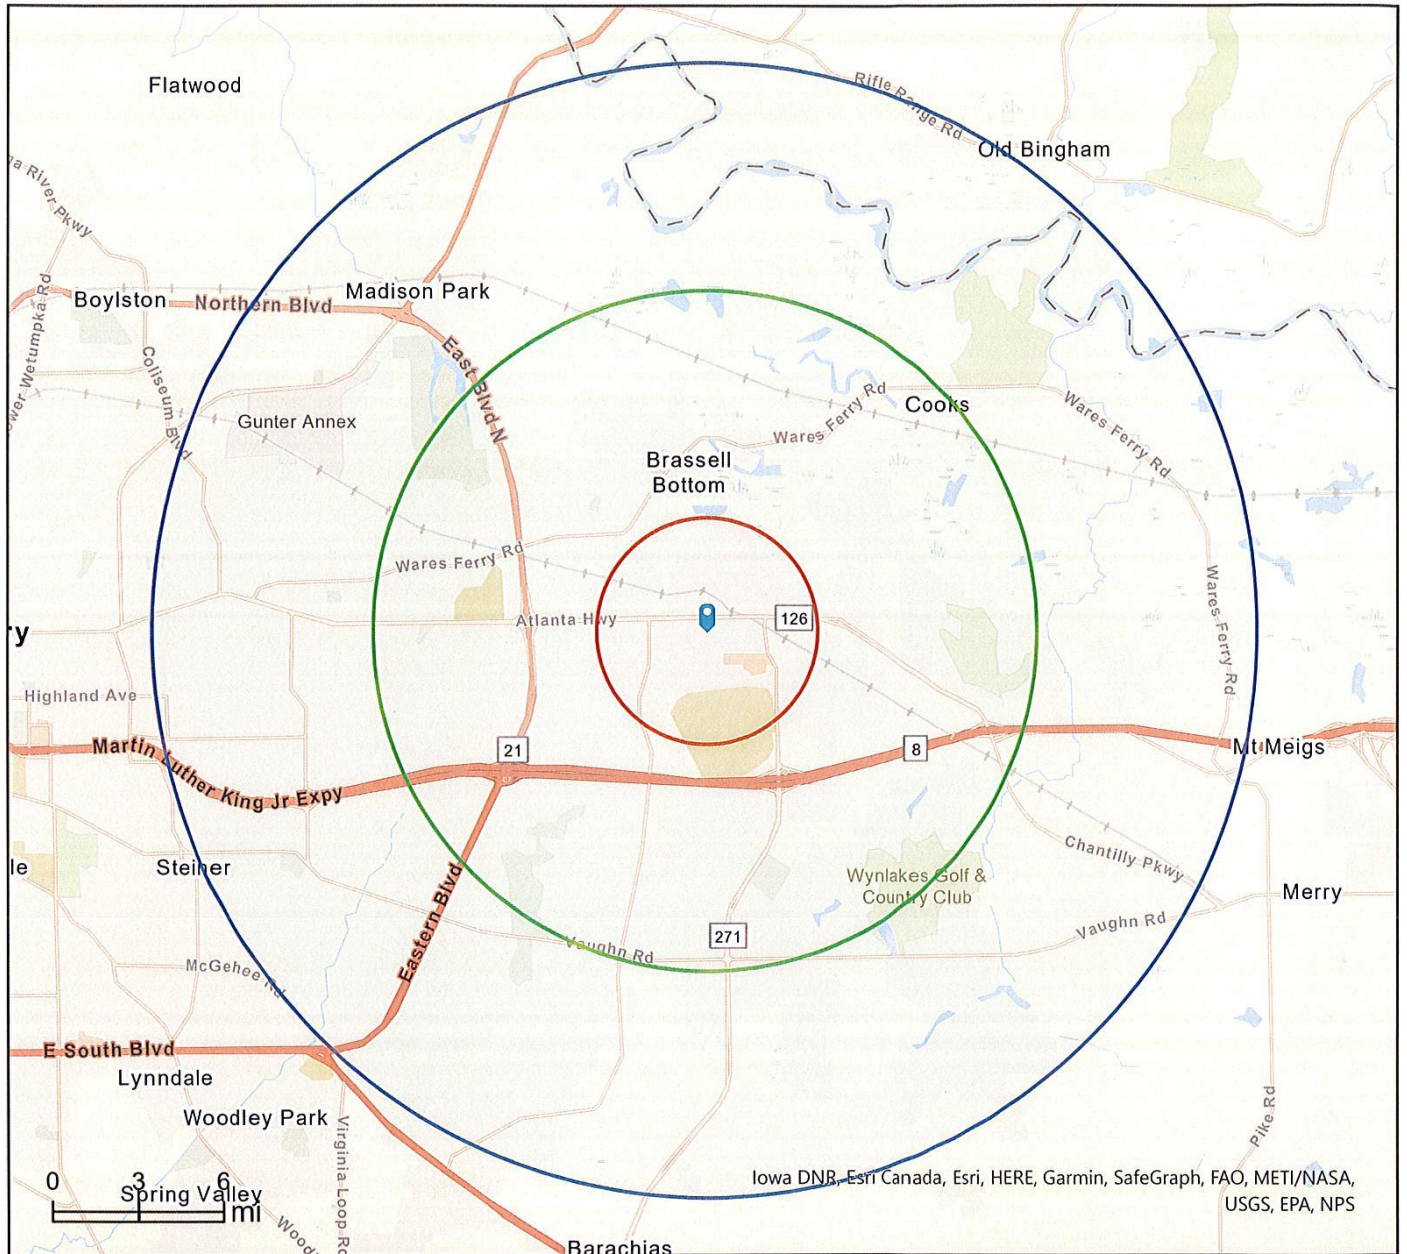 Flatwood
Rifle Range Rd
Old Bingham
River Pkwy
Wetumpka Rd
Boylston
Northern Blvd
Madison Park
Coliseum Blvd
East Blvd N
Gunter Annex
Wares Ferry Rd
Cooks
Wares Ferry Rd
Brassell
Bottom
Wares Ferry Rd
Wares Ferry Rd
Atlanta Hwy
126
ry
Highland Ave
Martin Luther King Jr Expy
21
8
Mt Meigs
le
Steiner
Chantilly Pkwy
Wynlakes Golf &
Country Club
Merry
Eastern Blvd
Vaughn Rd
271
Vaughn Rd
McGehee Rd
E South Blvd
Lynndale
Woodley Park
Virginia Loop Rd
Pike Rd
0 3 6
mi
Spring Valley
Barachias
Iowa DNR, Esri Canada, Esri, HERE, Garmin, SafeGraph, FAO, METI/NASA,
USGS, EPA, NPS